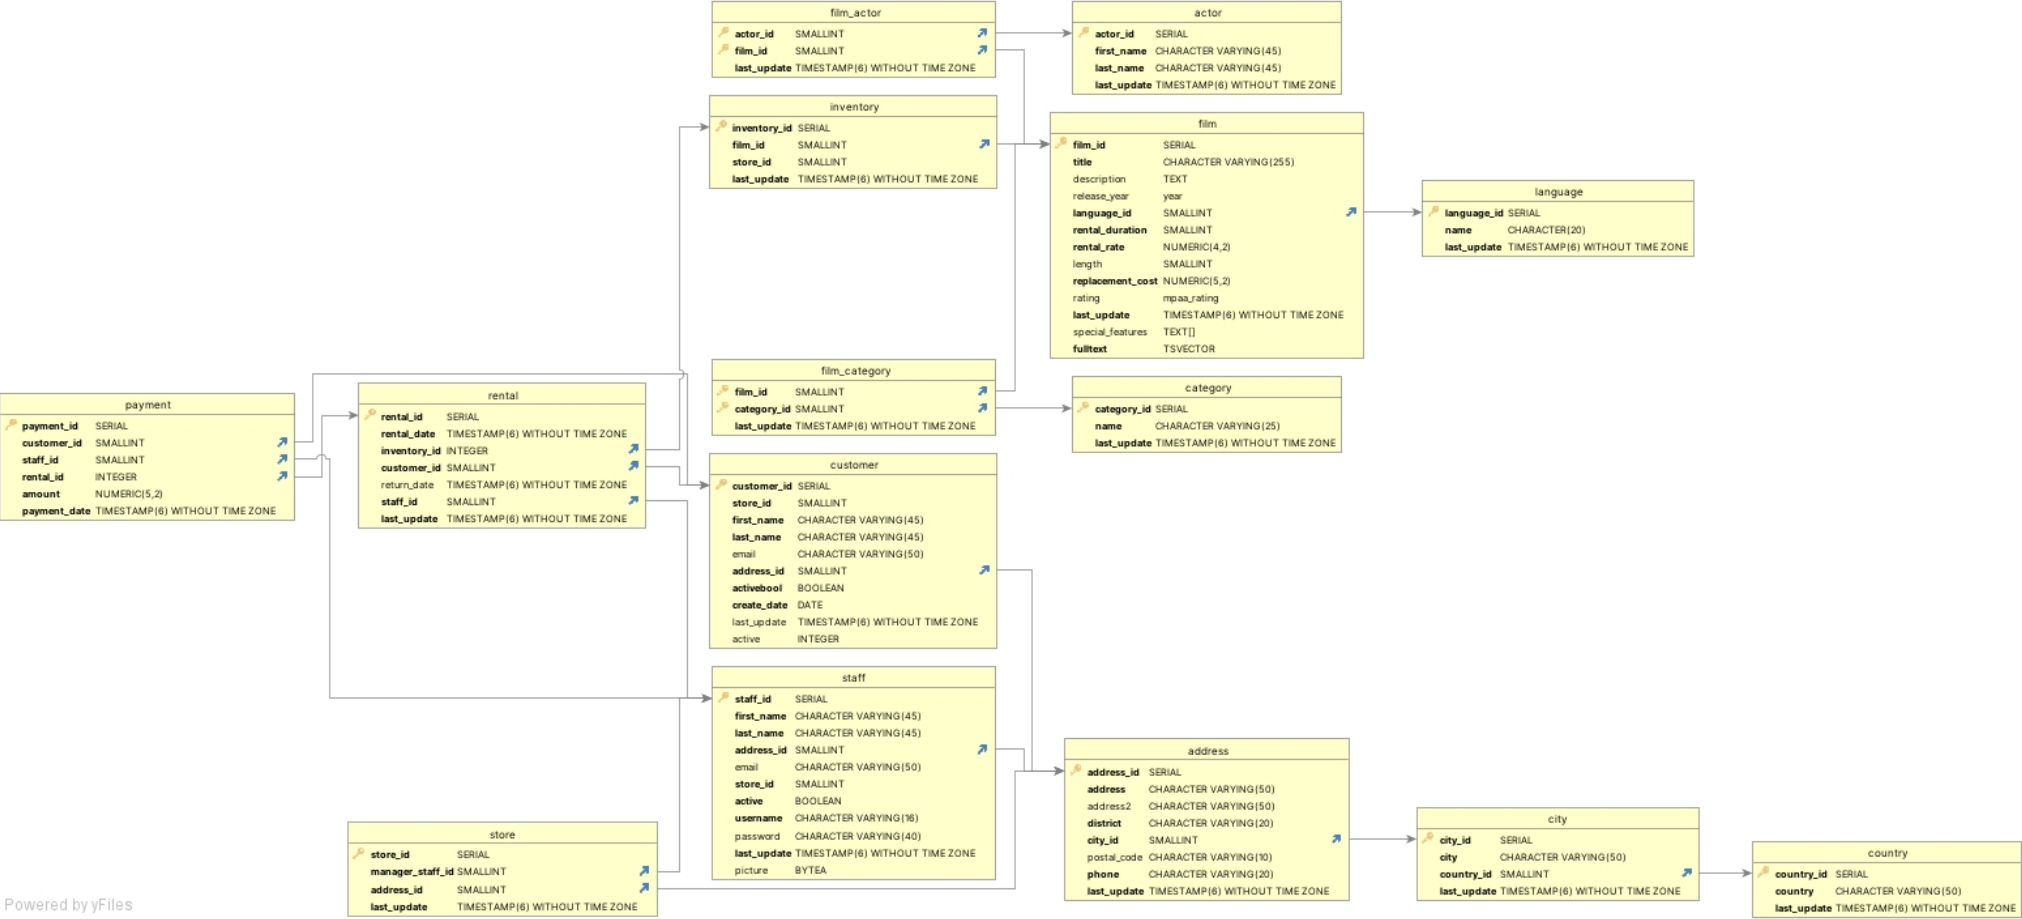 film_actor
actor_id SMALLINT
film_id SMALLINT
last_update TIMESTAMP(6) WITHOUT TIME ZONE
actor
actor_id SERIAL
first_name CHARACTER VARYING(45)
last_name CHARACTER VARYING(45)
last_update TIMESTAMP(6) WITHOUT TIME ZONE
inventory
inventory_id SERIAL
film_id SMALLINT
store_id SMALLINT
last_update TIMESTAMP(6) WITHOUT TIME ZONE
film
film_id SERIAL
title CHARACTER VARYING(255)
description TEXT
release_year year
language_id SMALLINT
rental_duration SMALLINT
rental_rate NUMERIC(4,2)
length SMALLINT
replacement_cost NUMERIC(5,2)
rating mpaa_rating
last_update TIMESTAMP(6) WITHOUT TIME ZONE
special_features TEXT[]
fulltext TSVECTOR
language
language_id SERIAL
name CHARACTER(20)
last_update TIMESTAMP(6) WITHOUT TIME ZONE
film_category
film_id SMALLINT
category_id SMALLINT
last_update TIMESTAMP(6) WITHOUT TIME ZONE
category
category_id SERIAL
name CHARACTER VARYING(25)
last_update TIMESTAMP(6) WITHOUT TIME ZONE
payment
payment_id SERIAL
customer_id SMALLINT
staff_id SMALLINT
rental_id INTEGER
amount NUMERIC(5,2)
payment_date TIMESTAMP(6) WITHOUT TIME ZONE
rental
rental_id SERIAL
rental_date TIMESTAMP(6) WITHOUT TIME ZONE
inventory_id INTEGER
customer_id SMALLINT
return_date TIMESTAMP(6) WITHOUT TIME ZONE
staff_id SMALLINT
last_update TIMESTAMP(6) WITHOUT TIME ZONE
customer
customer_id SERIAL
store_id SMALLINT
first_name CHARACTER VARYING(45)
last_name CHARACTER VARYING(45)
email CHARACTER VARYING(50)
address_id SMALLINT
activebool BOOLEAN
create_date DATE
last_update TIMESTAMP(6) WITHOUT TIME ZONE
active INTEGER
staff
staff_id SERIAL
first_name CHARACTER VARYING(45)
last_name CHARACTER VARYING(45)
address_id SMALLINT
email CHARACTER VARYING(50)
store_id SMALLINT
active BOOLEAN
username CHARACTER VARYING(16)
password CHARACTER VARYING(40)
last_update TIMESTAMP(6) WITHOUT TIME ZONE
picture BYTEA
address
address_id SERIAL
address CHARACTER VARYING(50)
address2 CHARACTER VARYING(50)
district CHARACTER VARYING(20)
city_id SMALLINT
postal_code CHARACTER VARYING(10)
phone CHARACTER VARYING(20)
last_update TIMESTAMP(6) WITHOUT TIME ZONE
store
store_id SERIAL
manager_staff_id SMALLINT
address_id SMALLINT
last_update TIMESTAMP(6) WITHOUT TIME ZONE
city
city_id SERIAL
city CHARACTER VARYING(50)
country_id SMALLINT
last_update TIMESTAMP(6) WITHOUT TIME ZONE
country
country_id SERIAL
country CHARACTER VARYING(50)
last_update TIMESTAMP(6) WITHOUT TIME ZONE
Powered by yFiles